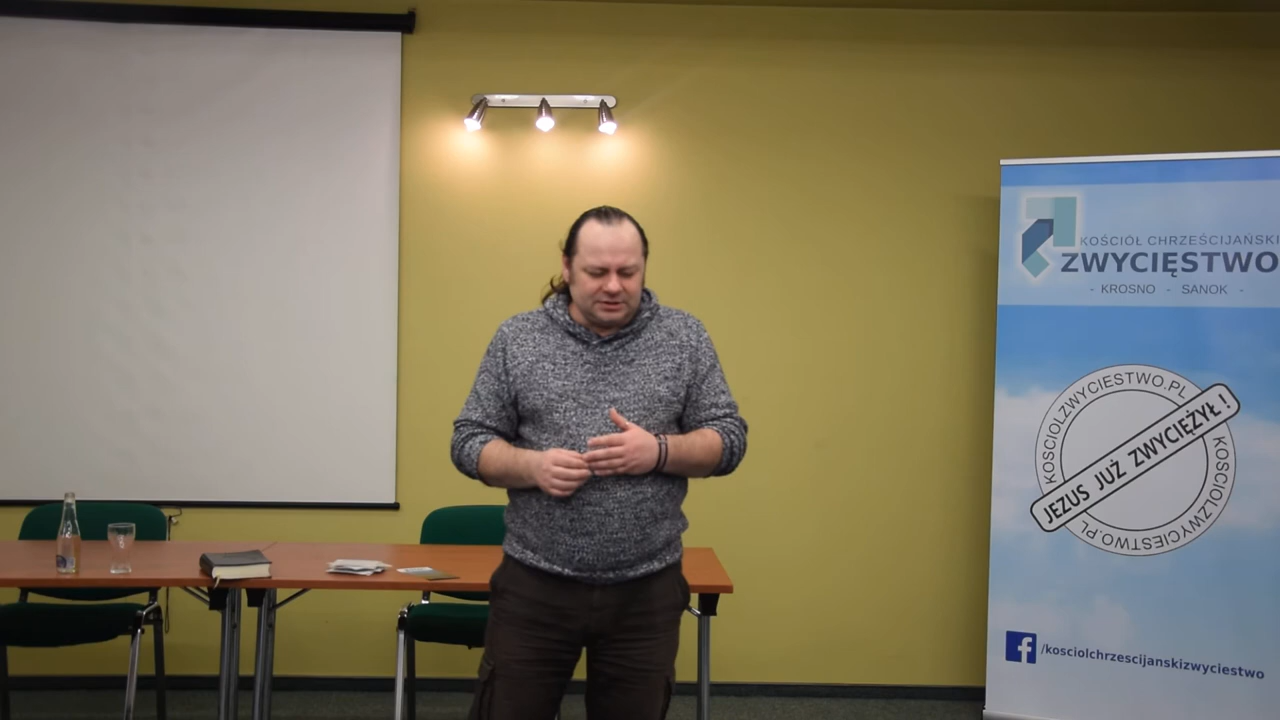 KOŚCIÓŁ CHRZEŚCIJAŃSKI
ZWYCIĘSTWO
- KROSNO - SANOK -
KOSCIOLZWYCIESTWO.PL
JEZUS JUŻ ZWYCIĘŻYŁ !
KOSCIOLZWYCIESTWO.PL
/kosciolchrzescijanskizwyciestwo